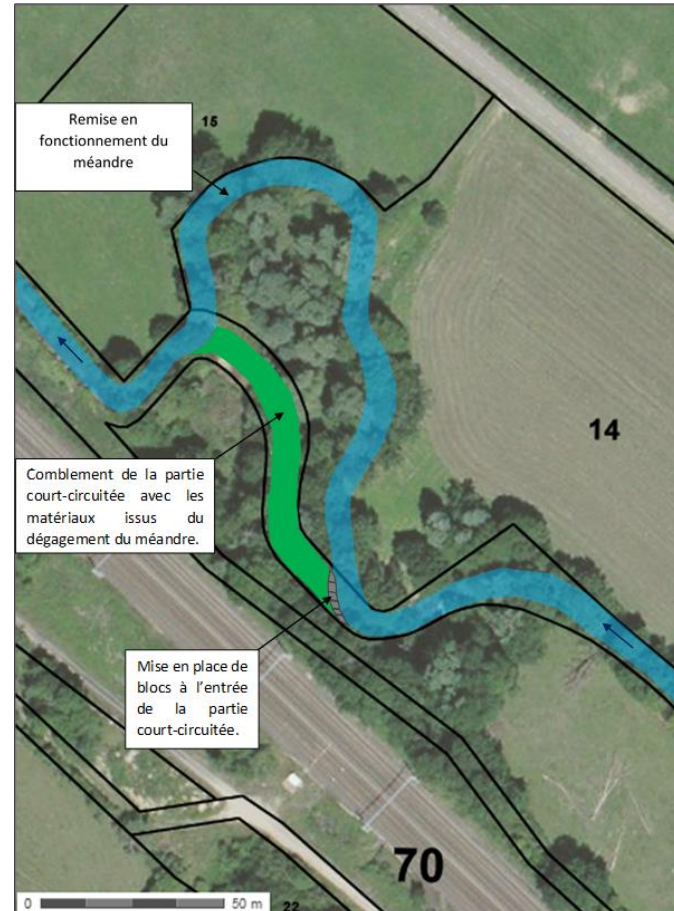 Remise en
fonctionnement du
méandre
15
14
Comblement de la partie
court-circuitée avec les
matériaux issus du
dégagement du méandre.
Mise en place de
blocs à l'entrée
de la partie
court-circuitée.
70
0 50 m
22